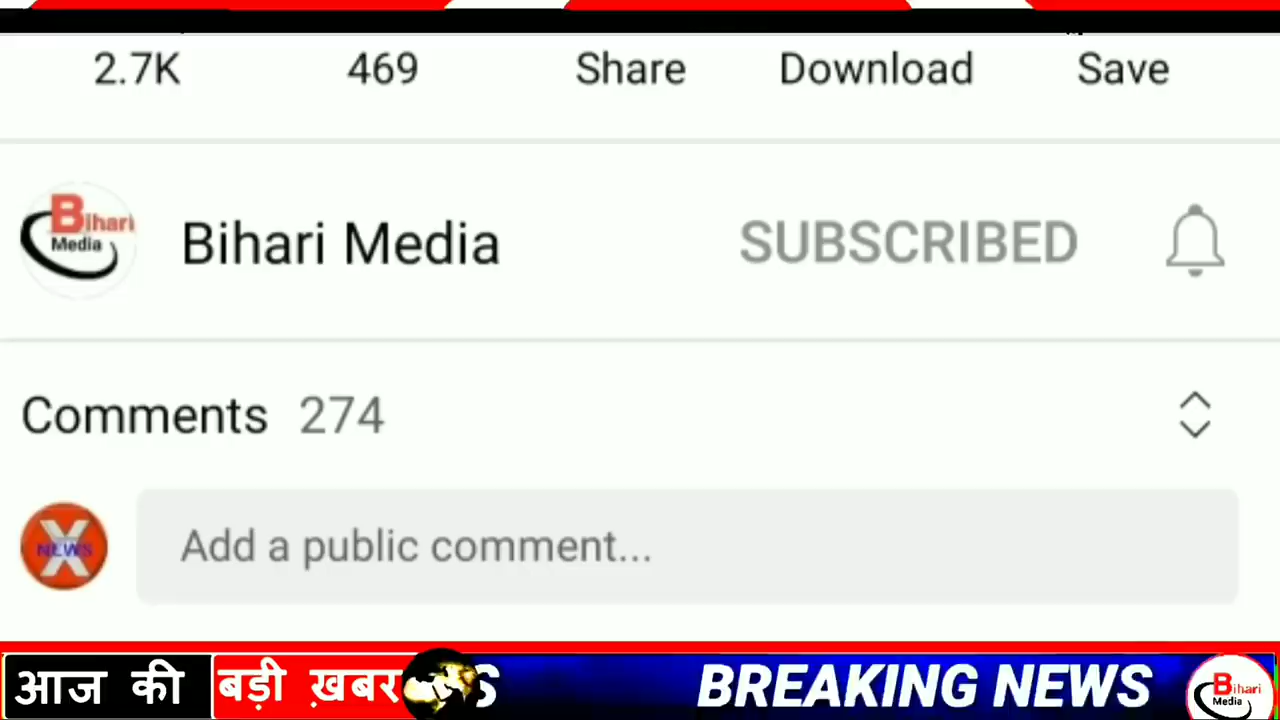 2.7K 469 Share Download Save
Bihari Media
Bihari Media SUBSCRIBED
Comments 274
X
NEWS
Add a public comment...
आज की बड़ी ख़बर S BREAKING NEWS
Bihari Media